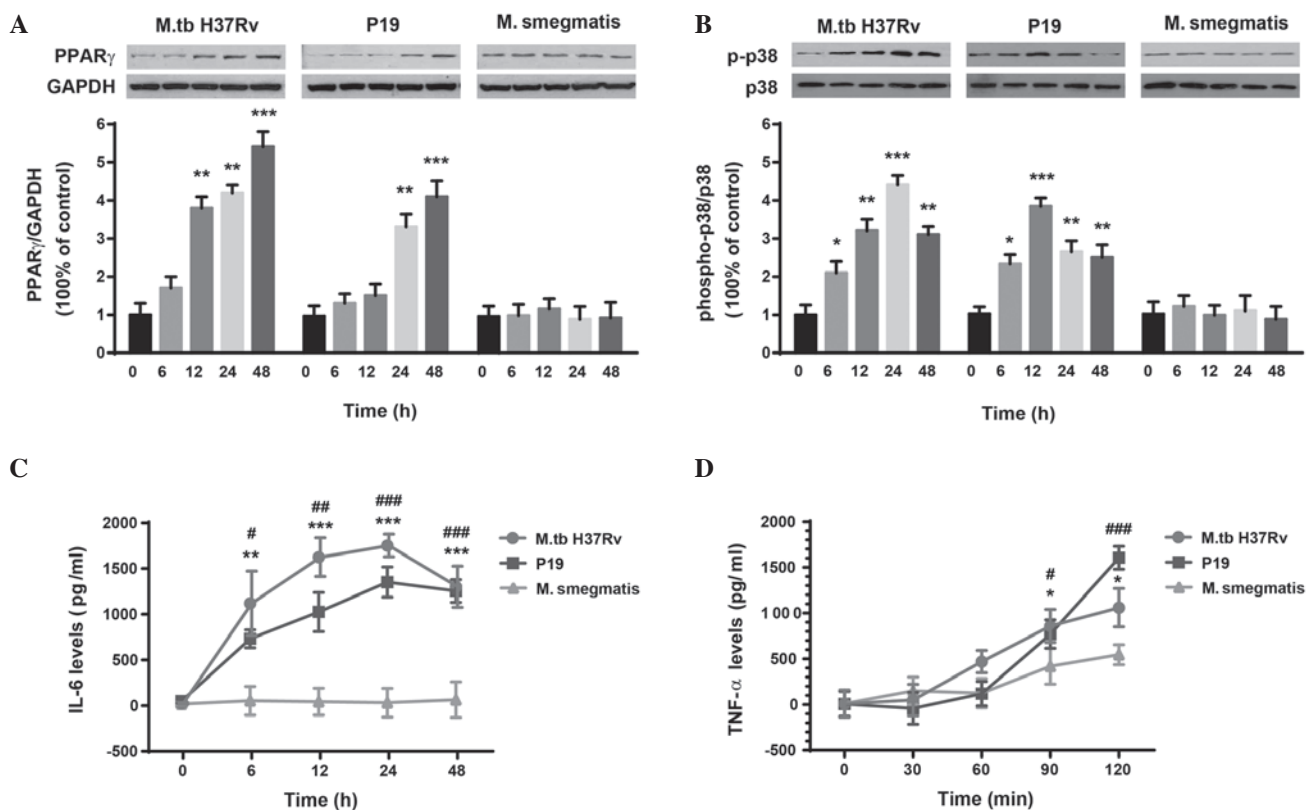 A
M.tb H37Rv
P19
M. smegmatis
PPARγ
GAPDH
PPARγ/GAPDH
(100% of control)
6
5
4
3
2
1
0
**
**
***
**
***
0 6 12 24 48
0 6 12 24 48
0 6 12 24 48
Time (h)
B
M.tb H37Rv
P19
M. smegmatis
p-p38
p38
phospho-p38/p38
(100% of control)
6
5
4
3
2
1
0
*
**
***
**
*
***
**
**
0 6 12 24 48
0 6 12 24 48
0 6 12 24 48
Time (h)
C
IL-6 levels ( pg /ml)
2000
1500
1000
500
0
-500
#
**
##
***
###
***
###
***
M.tb H37Rv
P19
M. smegmatis
0 6 12 24 48
Time (h)
D
TNF-α levels (pg/ ml)
2000
1500
1 0 0 0
500
0
-500
#
*
###
*
M.tb H37Rv
P19
M. smegmatis
0 30 60 90 120
Time (min)